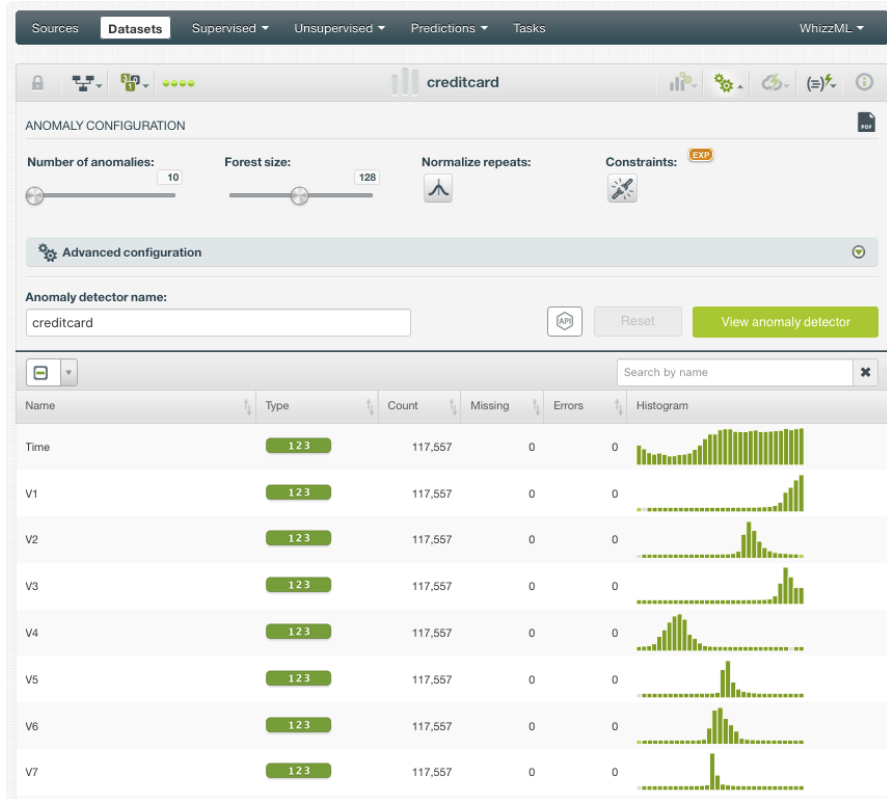 Sources Datasets Supervised Unsupervised Predictions Tasks WhizzML
creditcard
ANOMALY CONFIGURATION PDF
Number of anomalies: Forest size: Normalize repeats: Constraints: EXP
10 128
Advanced configuration
Anomaly detector name:
creditcard API Reset View anomaly detector
Search by name
Name Type Count Missing Errors Histogram
Time 123 117,557 0 0
V1 123 117,557 0 0
V2 123 117,557 0 0
V3 123 117,557 0 0
V4 123 117,557 0 0
V5 123 117,557 0 0
V6 123 117,557 0 0
V7 123 117,557 0 0